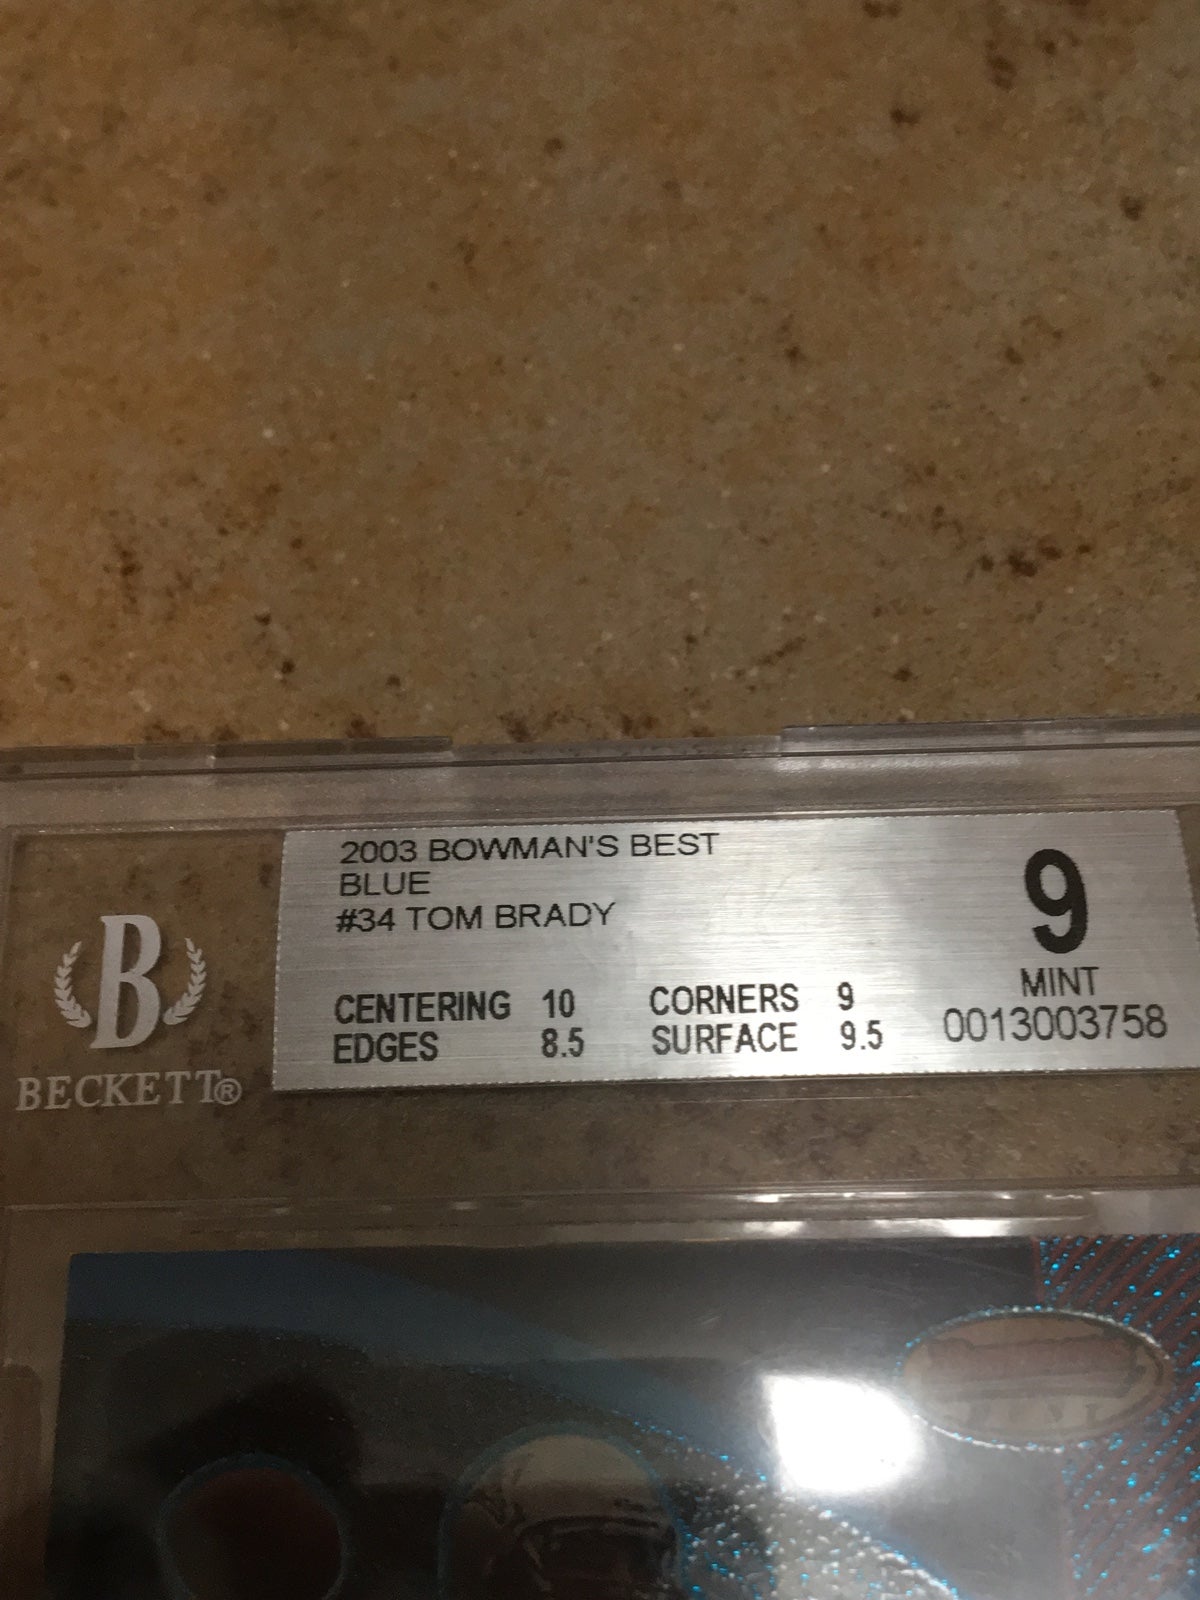 2003 BOWMAN'S BEST
BLUE
#34 TOM BRADY
CENTERING 10 CORNERS 9
EDGES 8.5 SURFACE 9.5
9
MINT
0013003758
B
BECKETT®